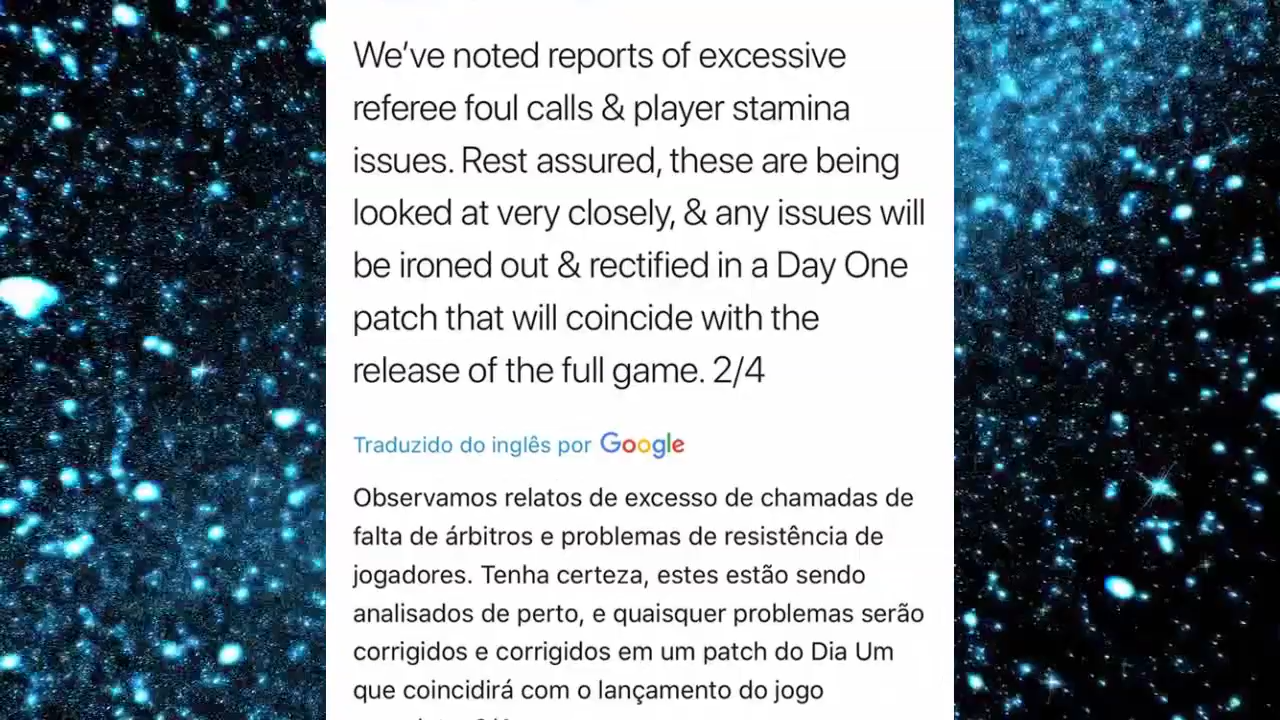 We've noted reports of excessive
referee foul calls & player stamina
issues. Rest assured, these are being
looked at very closely, & any issues will
be ironed out & rectified in a Day One
patch that will coincide with the
release of the full game. 2/4
Traduzido do inglês por Google
Observamos relatos de excesso de chamadas de
falta de árbitros e problemas de resistência de
jogadores. Tenha certeza, estes estão sendo
analisados de perto, e quaisquer problemas serão
corrigidos e corrigidos em um patch do Dia Um
que coincidirá com o lançamento do jogo